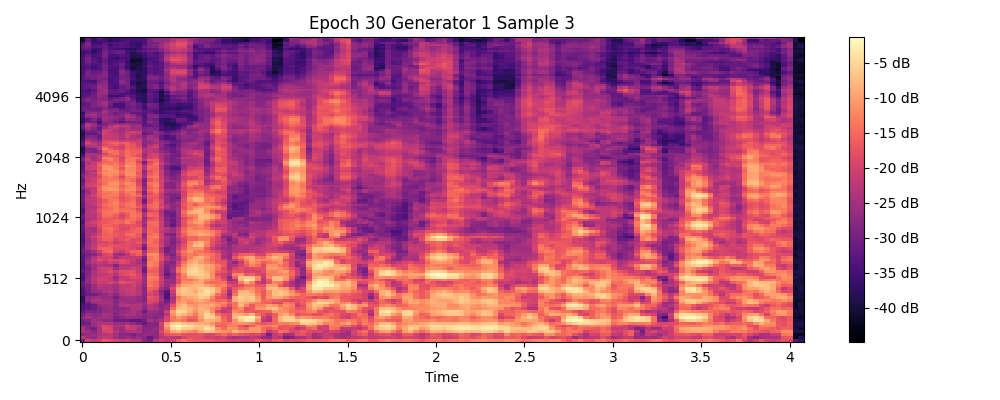 Epoch 30 Generator 1 Sample 3
Hz
4096
2048
1024
512
0
0 0.5 1 1.5 2 2.5 3 3.5 4
Time
-5 dB
-10 dB
-15 dB
-20 dB
-25 dB
-30 dB
-35 dB
-40 dB